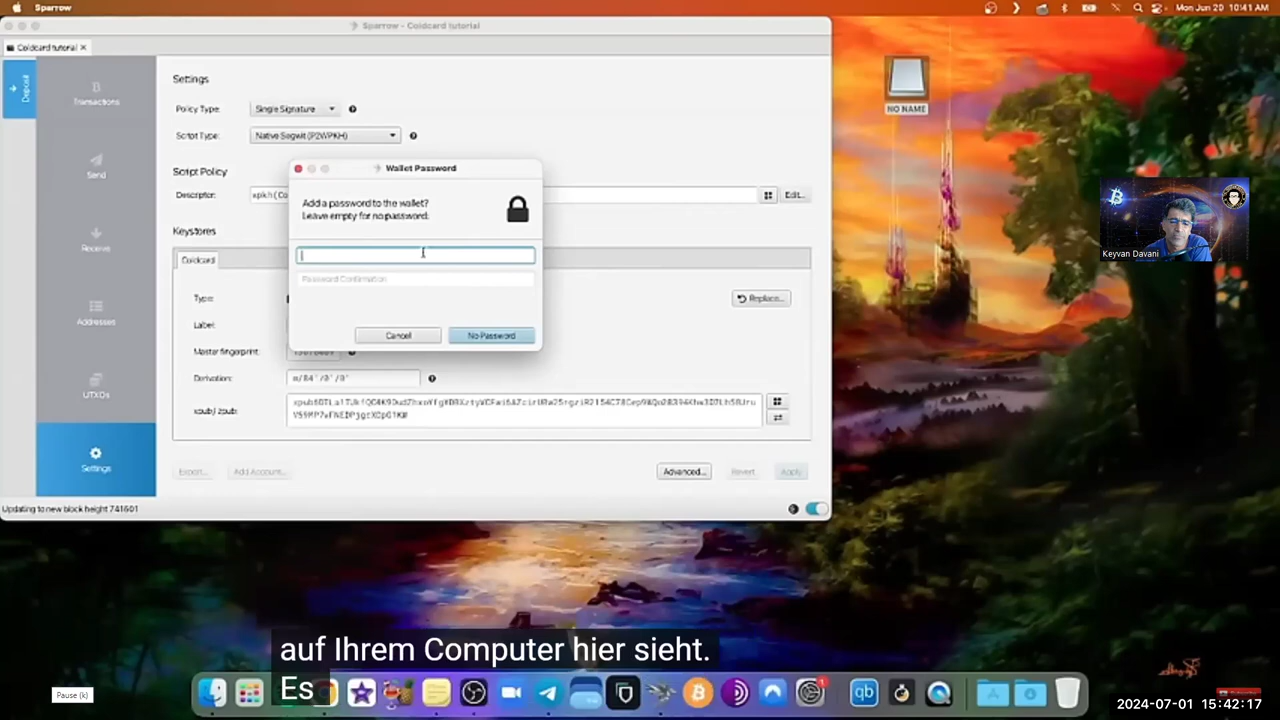 Sparrow
Mon Jun 20 10:41 AM
Sparrow - Coldcard tutorial
Coldcard tutorial
Deposit
Transactions
Send
Receive
Addresses
UTXOs
Settings
Settings
Policy Type:
Single Signature
Script Type:
Native Segwit (P2WPKH)
Script Policy
Descriptor:
Edit...
Keystores
Coldcard
Type:
Replace...
Label:
Master fingerprint:
Derivation:
m/84'/0'/0'
xpub / zpub:
Export...
Add Account...
Advanced...
Revert
Apply
Updating to new block height 741601
Wallet Password
Add a password to the wallet?
Leave empty for no password:
Password Confirmation
Cancel
No Password
NO NAME
Keyvan Davani
auf Ihrem Computer hier sieht.
Es
Pause (k)
qb
1
2024-07-01 15:42:17